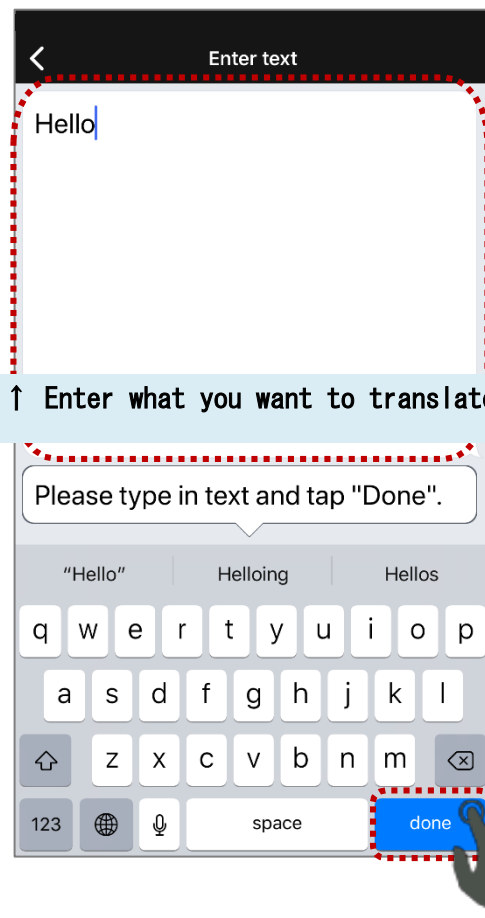 Enter text
Hello
↑ Enter what you want to translate
Please type in text and tap "Done".
“Hello” Helloing Hellos
q w e r t y u i o p
a s d f g h j k l
z x c v b n m
123 space done